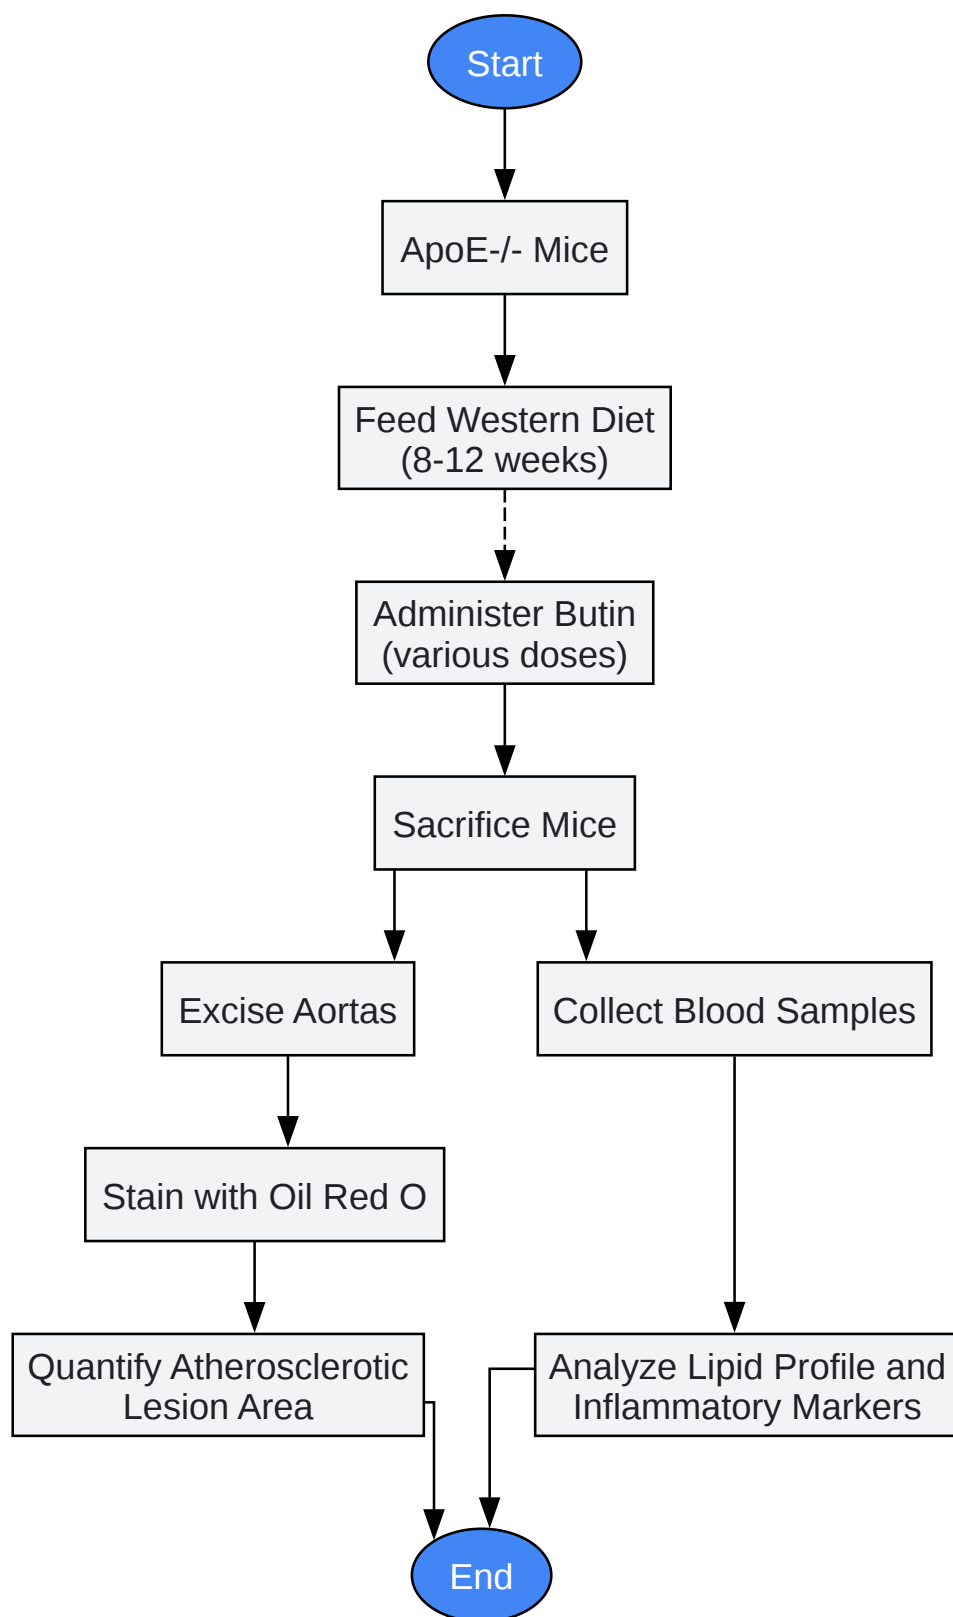 Start
ApoE-/- Mice
Feed Western Diet
(8-12 weeks)
Administer Butin
(various doses)
Sacrifice Mice
Excise Aortas
Collect Blood Samples
Stain with Oil Red O
Quantify Atherosclerotic
Lesion Area
Analyze Lipid Profile and
Inflammatory Markers
End